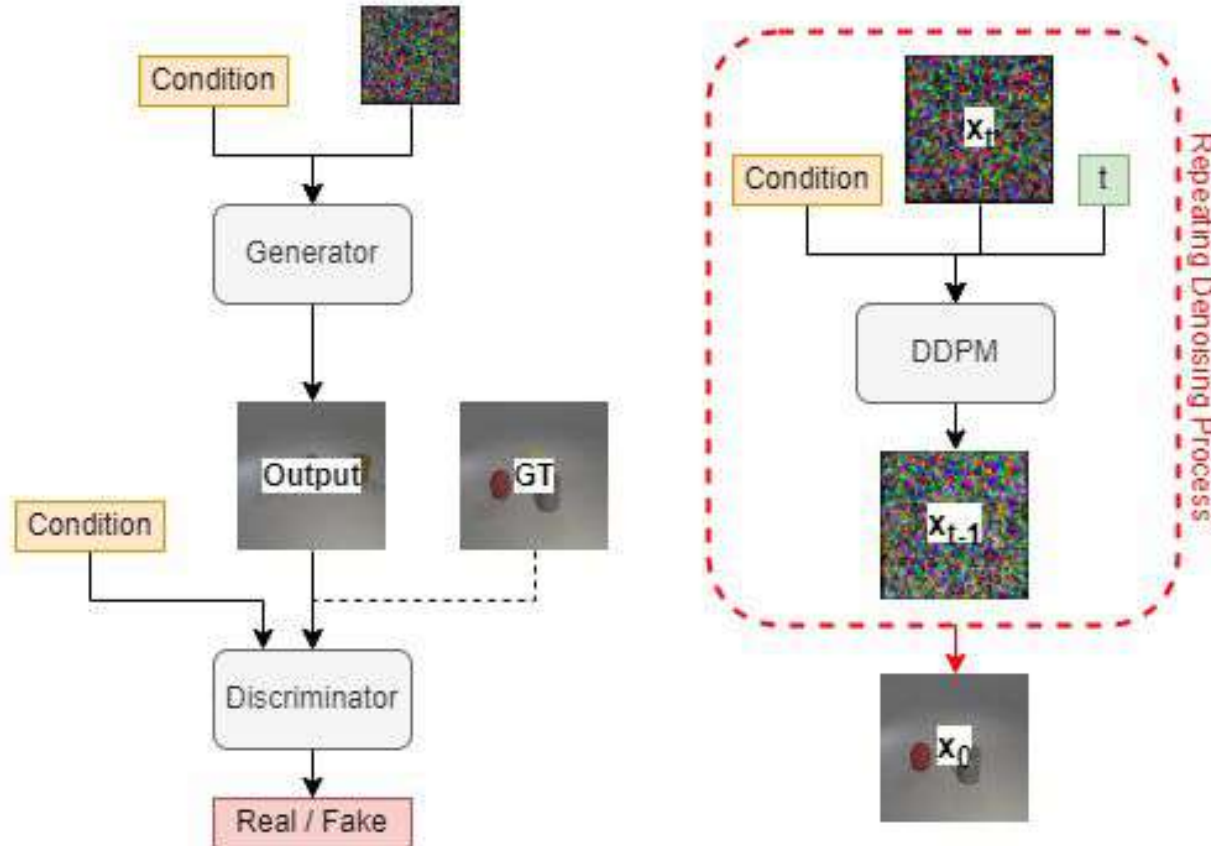 Condition
Generator
Output
GT
Condition
Discriminator
Real / Fake
xt
Condition
t
DDPM
xt-1
x0
Repeating Denoising Process